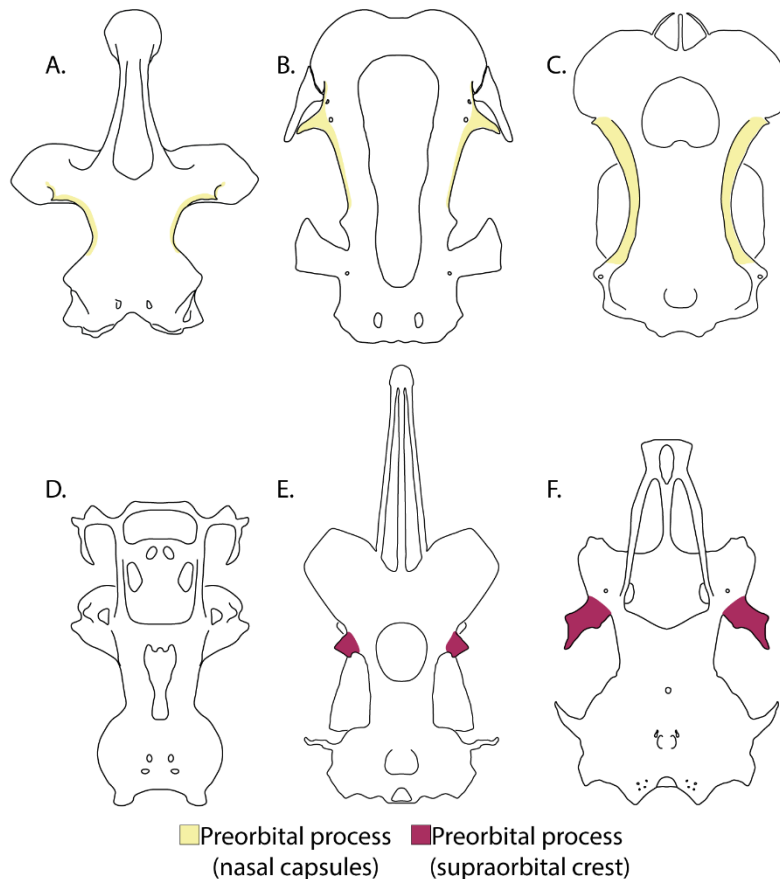 A.
B.
C.
D.
E.
F.
Preorbital process
(nasal capsules)
Preorbital process
(supraorbital crest)